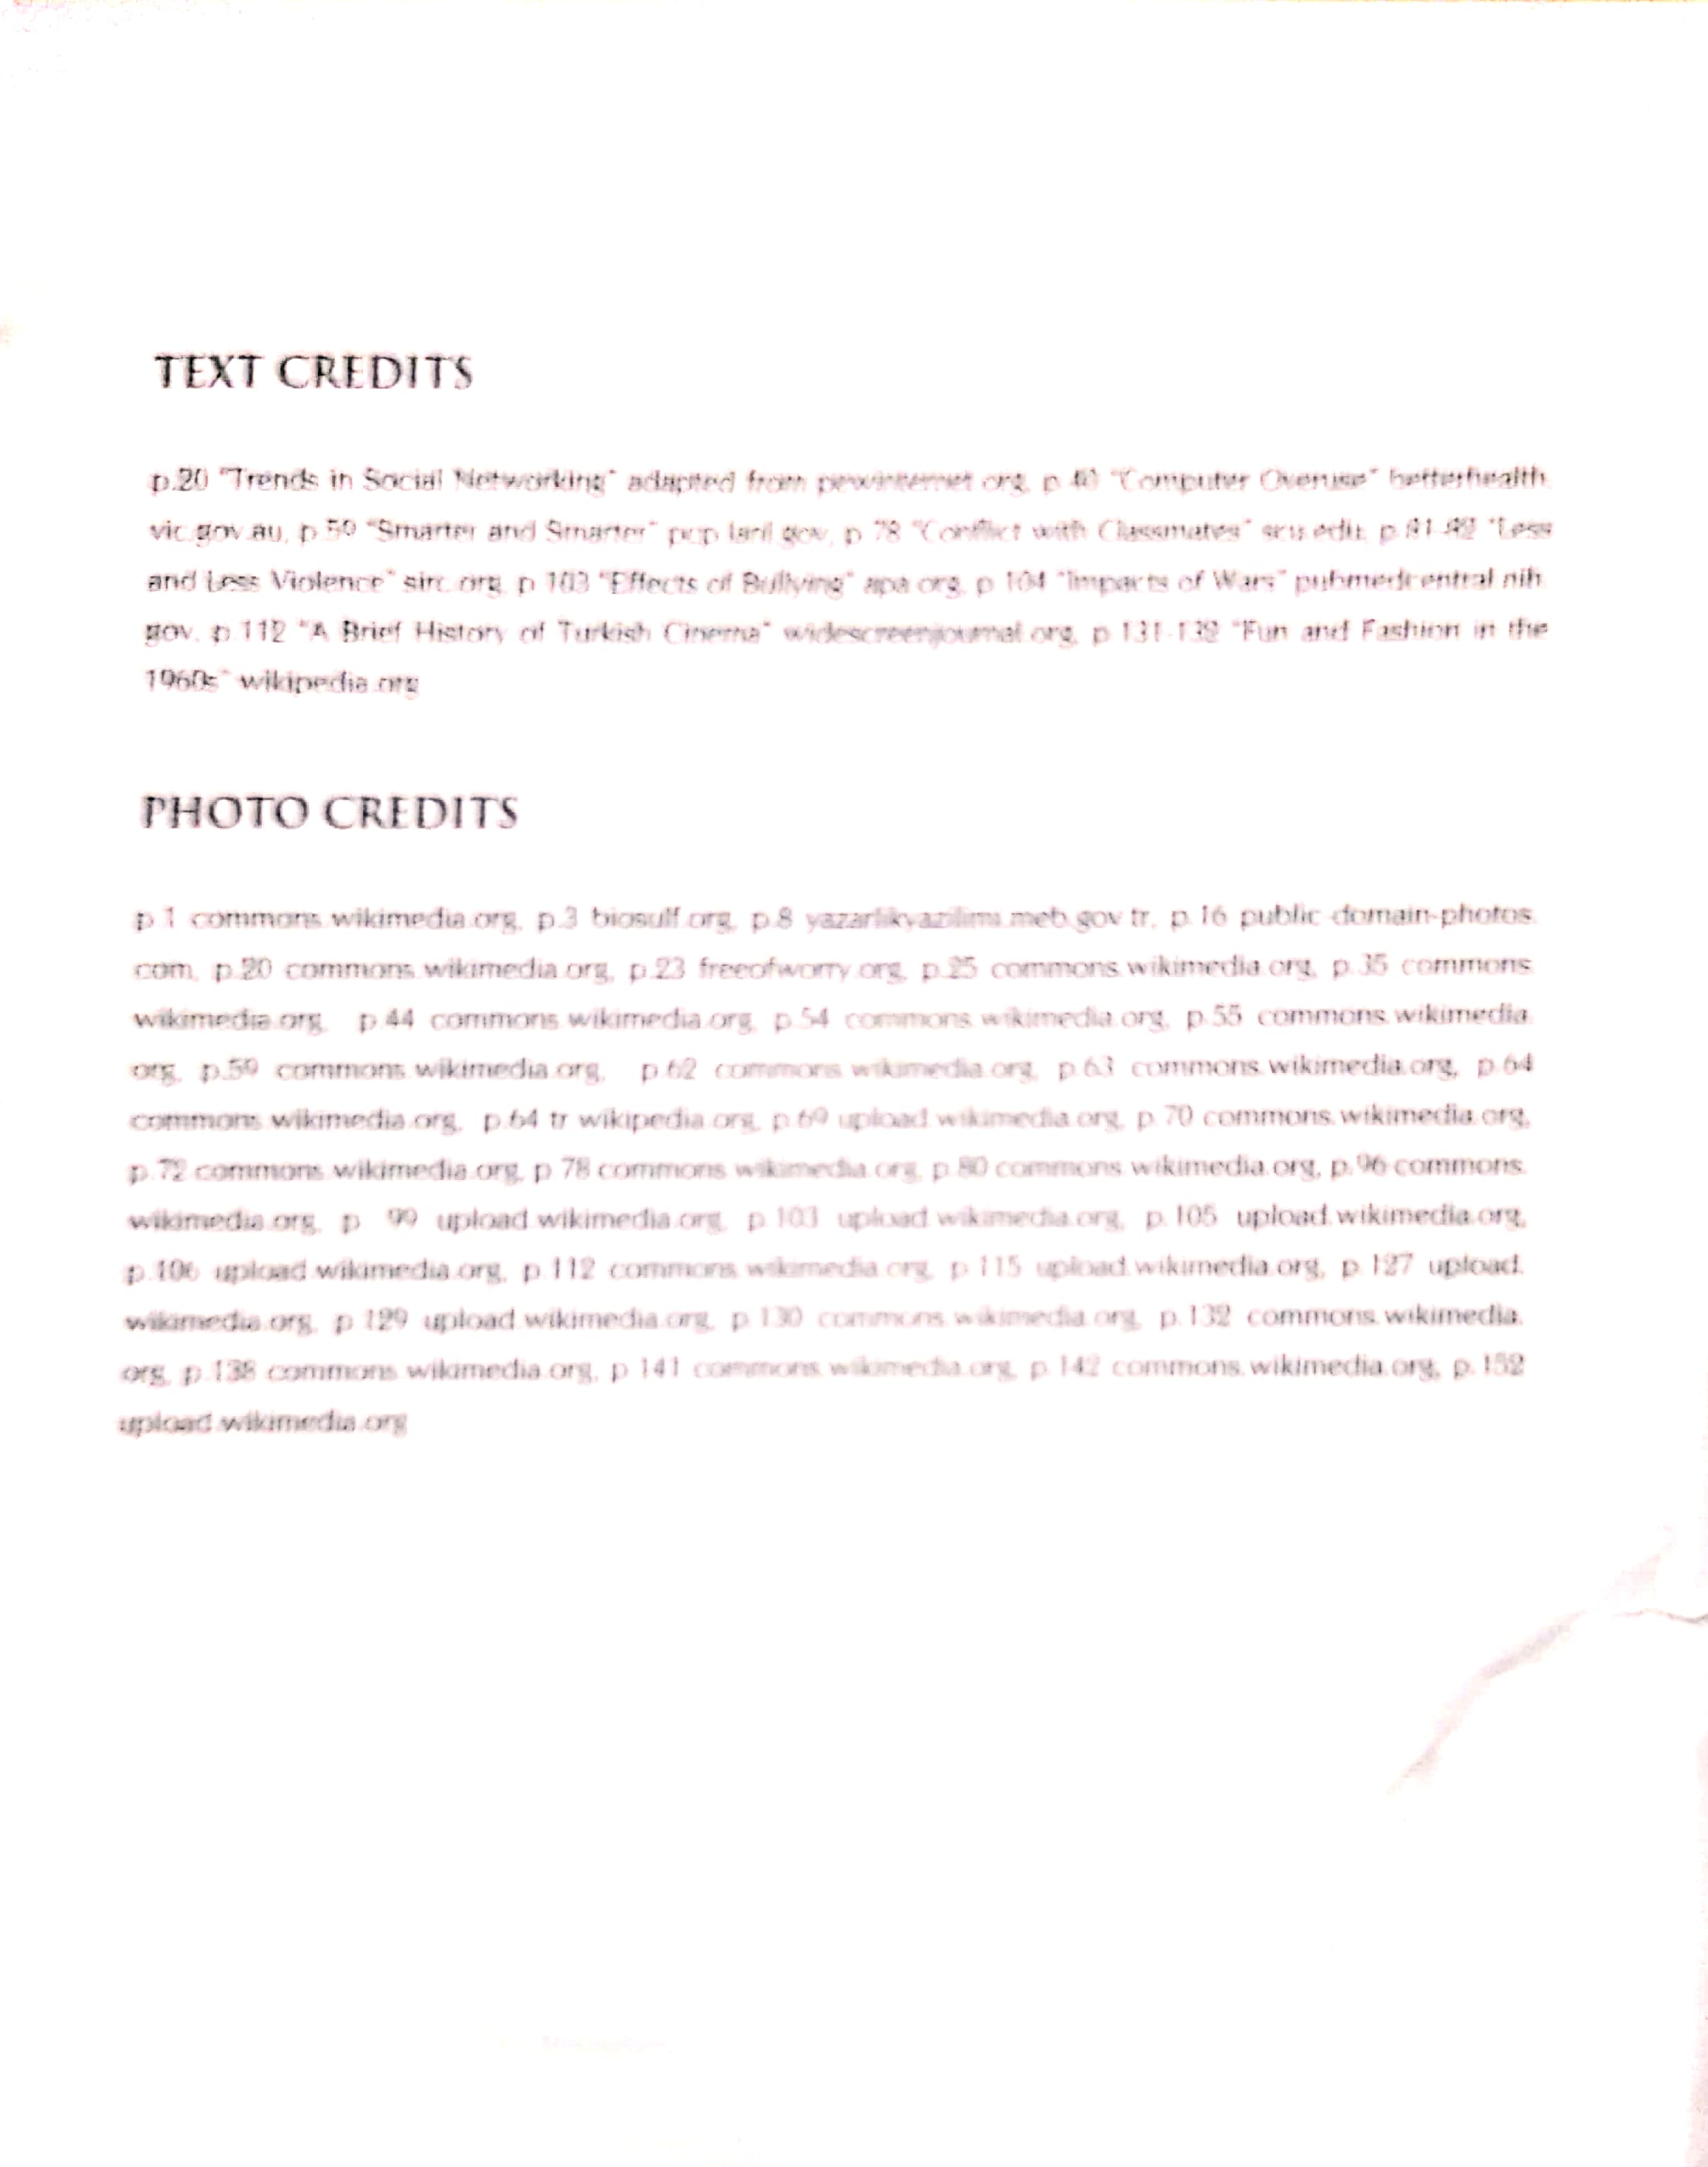 TEXT CREDITS
p.20 "Trends in Social Networking" adapted from pewinternet.org, p. "Computer Overuse" betterhealth.
vic.gov.au, p.59 "Smarter and Smarter" gov, p. 78 "Conflict with Classmates" p. "Less
and Less Violence" sirc.org, p. 103 "Effects of Bullying" apa.org, p. 104 "Impacts of Wars" pubmedcentral.nih.
gov, p.112 "A Brief History of Turkish Cinema" widescreenjournal.org, p. 131-132 "Fun and Fashion in the
1960s" wikipedia.org
PHOTO CREDITS
p.1 commons.wikimedia.org, p.3 biosulf.org, p.8 yazarlikyazilimi.meb.gov.tr, p.16 public-domain-photos.
com, p.20 commons.wikimedia.org, p.23 freeofworry.org, p.25 commons.wikimedia.org, p.35 commons.
wikimedia.org, p.44 commons.wikimedia.org, p.54 commons.wikimedia.org, p.55 commons.wikimedia.
org, p.59 commons.wikimedia.org, p.62 commons.wikimedia.org, p.63 commons.wikimedia.org, p.64
commons.wikimedia.org, p.64 tr.wikipedia.org, p.69 upload.wikimedia.org, p. 70 commons.wikimedia.org,
p.72 commons.wikimedia.org, p.78 commons.wikimedia.org, p.80 commons.wikimedia.org, p.96 commons.
wikimedia.org, p. 99 upload.wikimedia.org, p.103 upload.wikimedia.org, p.105 upload.wikimedia.org,
p.106 upload.wikimedia.org, p.112 commons.wikimedia.org, p.115 upload.wikimedia.org, p.127 upload.
wikimedia.org, p.129 upload.wikimedia.org, p.130 commons.wikimedia.org, p.132 commons.wikimedia.
org, p.138 commons.wikimedia.org, p.141 commons.wikimedia.org, p.142 commons.wikimedia.org, p.152
upload.wikimedia.org